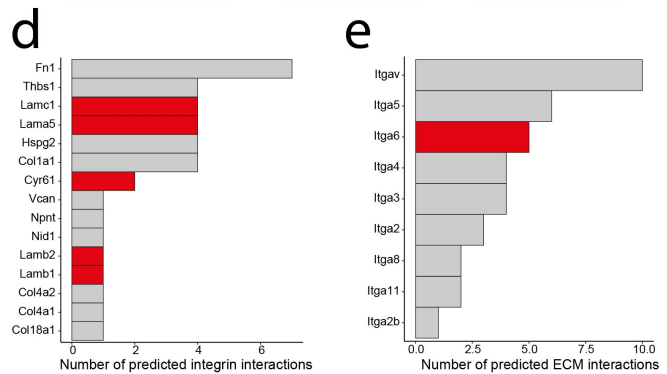 d
Fn1
Thbs1
Lamc1
Lama5
Hspg2
Col1a1
Cyr61
Vcan
Npnt
Nid1
Lamb2
Lamb1
Col4a2
Col4a1
Col18a1
0 2 4 6
Number of predicted integrin interactions
e
Itgav
Itga5
Itga6
Itga4
Itga3
Itga2
Itga8
Itga11
Itga2b
0.0 2.5 5.0 7.5 10.0
Number of predicted ECM interactions